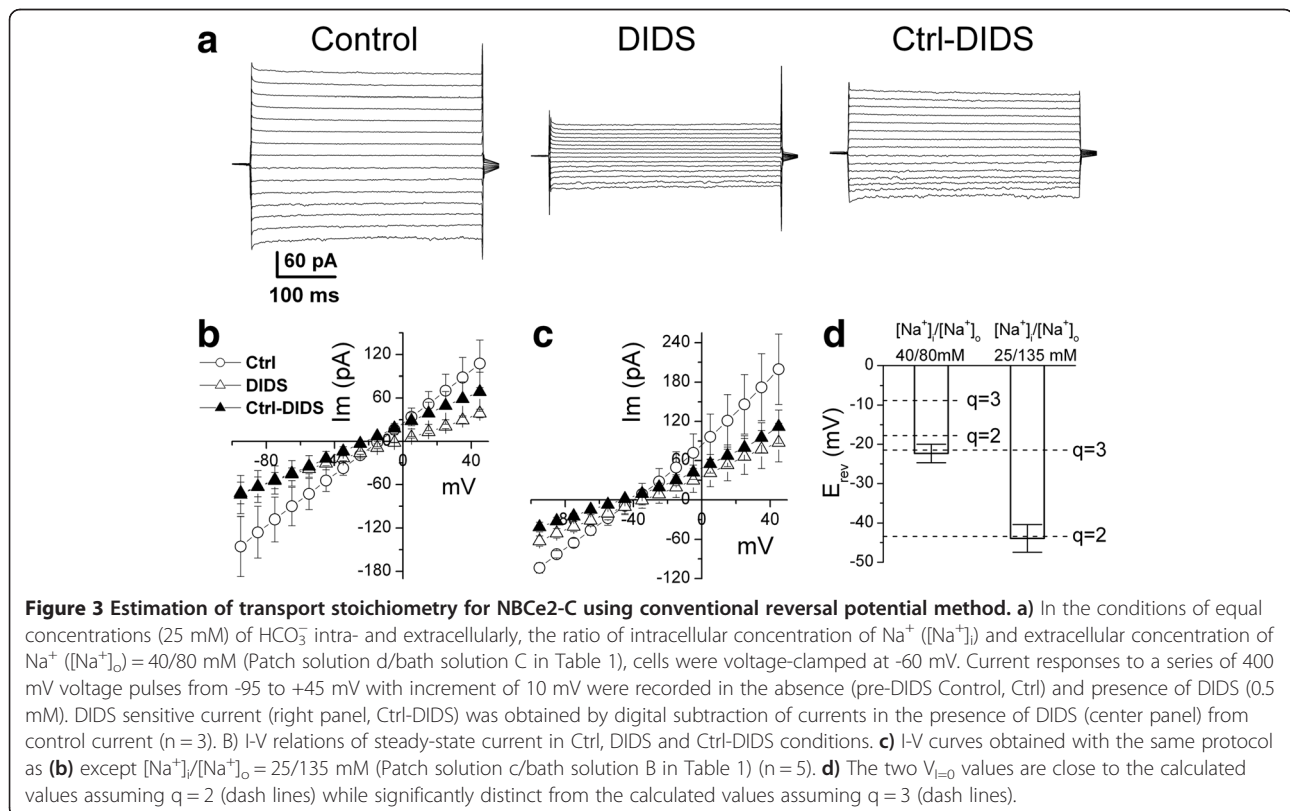 a Control DIDS Ctrl-DIDS
60 pA
100 ms
b
Ctrl
DIDS
Ctrl-DIDS
Im (pA)
120
60
0
-60
-120
-180
-80 -40 0 40
mV
c
Im (pA)
240
180
120
60
0
-60
-120
-80 -40 0 40
mV
d
[Na⁺]ᵢ/[Na⁺]ₒ [Na⁺]ᵢ/[Na⁺]ₒ
40/80mM 25/135 mM
E_rev (mV)
0
-10
-20
-30
-40
-50
q=3
q=2
q=3
q=2
Figure 3 Estimation of transport stoichiometry for NBCe2-C using conventional reversal potential method. a) In the conditions of equal
concentrations (25 mM) of HCO₃⁻ intra- and extracellularly, the ratio of intracellular concentration of Na⁺ ([Na⁺]ᵢ) and extracellular concentration of
Na⁺ ([Na⁺]ₒ) = 40/80 mM (Patch solution d/bath solution C in Table 1), cells were voltage-clamped at -60 mV. Current responses to a series of 400
mV voltage pulses from -95 to +45 mV with increment of 10 mV were recorded in the absence (pre-DIDS Control, Ctrl) and presence of DIDS (0.5
mM). DIDS sensitive current (right panel, Ctrl-DIDS) was obtained by digital subtraction of currents in the presence of DIDS (center panel) from
control current (n = 3). B) I-V relations of steady-state current in Ctrl, DIDS and Ctrl-DIDS conditions. c) I-V curves obtained with the same protocol
as (b) except [Na⁺]ᵢ/[Na⁺]ₒ = 25/135 mM (Patch solution c/bath solution B in Table 1) (n = 5). d) The two V_I=0 values are close to the calculated
values assuming q = 2 (dash lines) while significantly distinct from the calculated values assuming q = 3 (dash lines).